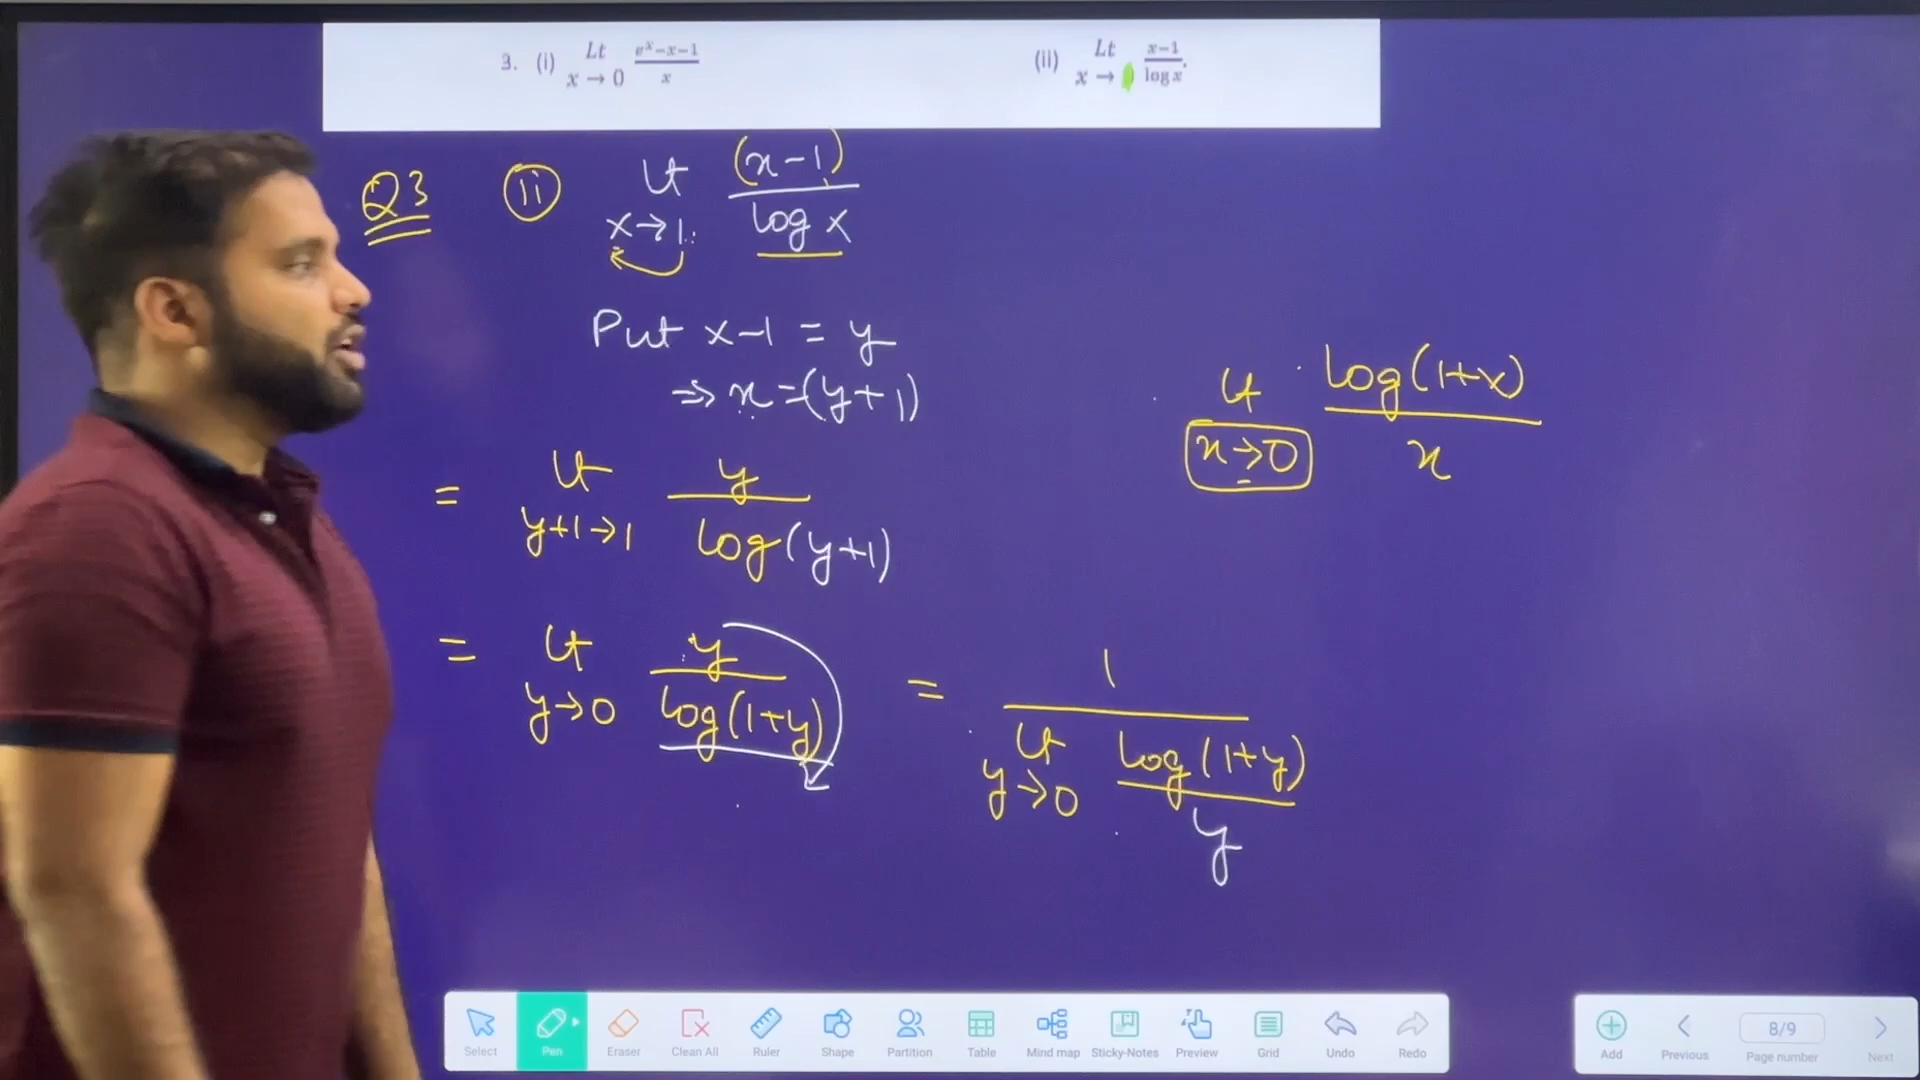 3. (i) Lt x → 0 e^x−x−1 / x
(ii) Lt x → x−1 / log x.
Q3 (ii) Lt x→1 (x−1) / log x
Put x−1 = y
⇒ x = (y+1)
Lt x→0 log(1+x) / x
= Lt y+1→1 y / log(y+1)
= Lt y→0 y / log(1+y) = 1 / Lt y→0 log(1+y) / y
Select Pen Eraser Clean All Ruler Shape Partition Table Mind map Sticky-Notes Preview Grid Undo Redo
Add Previous 8/9 Page number Next